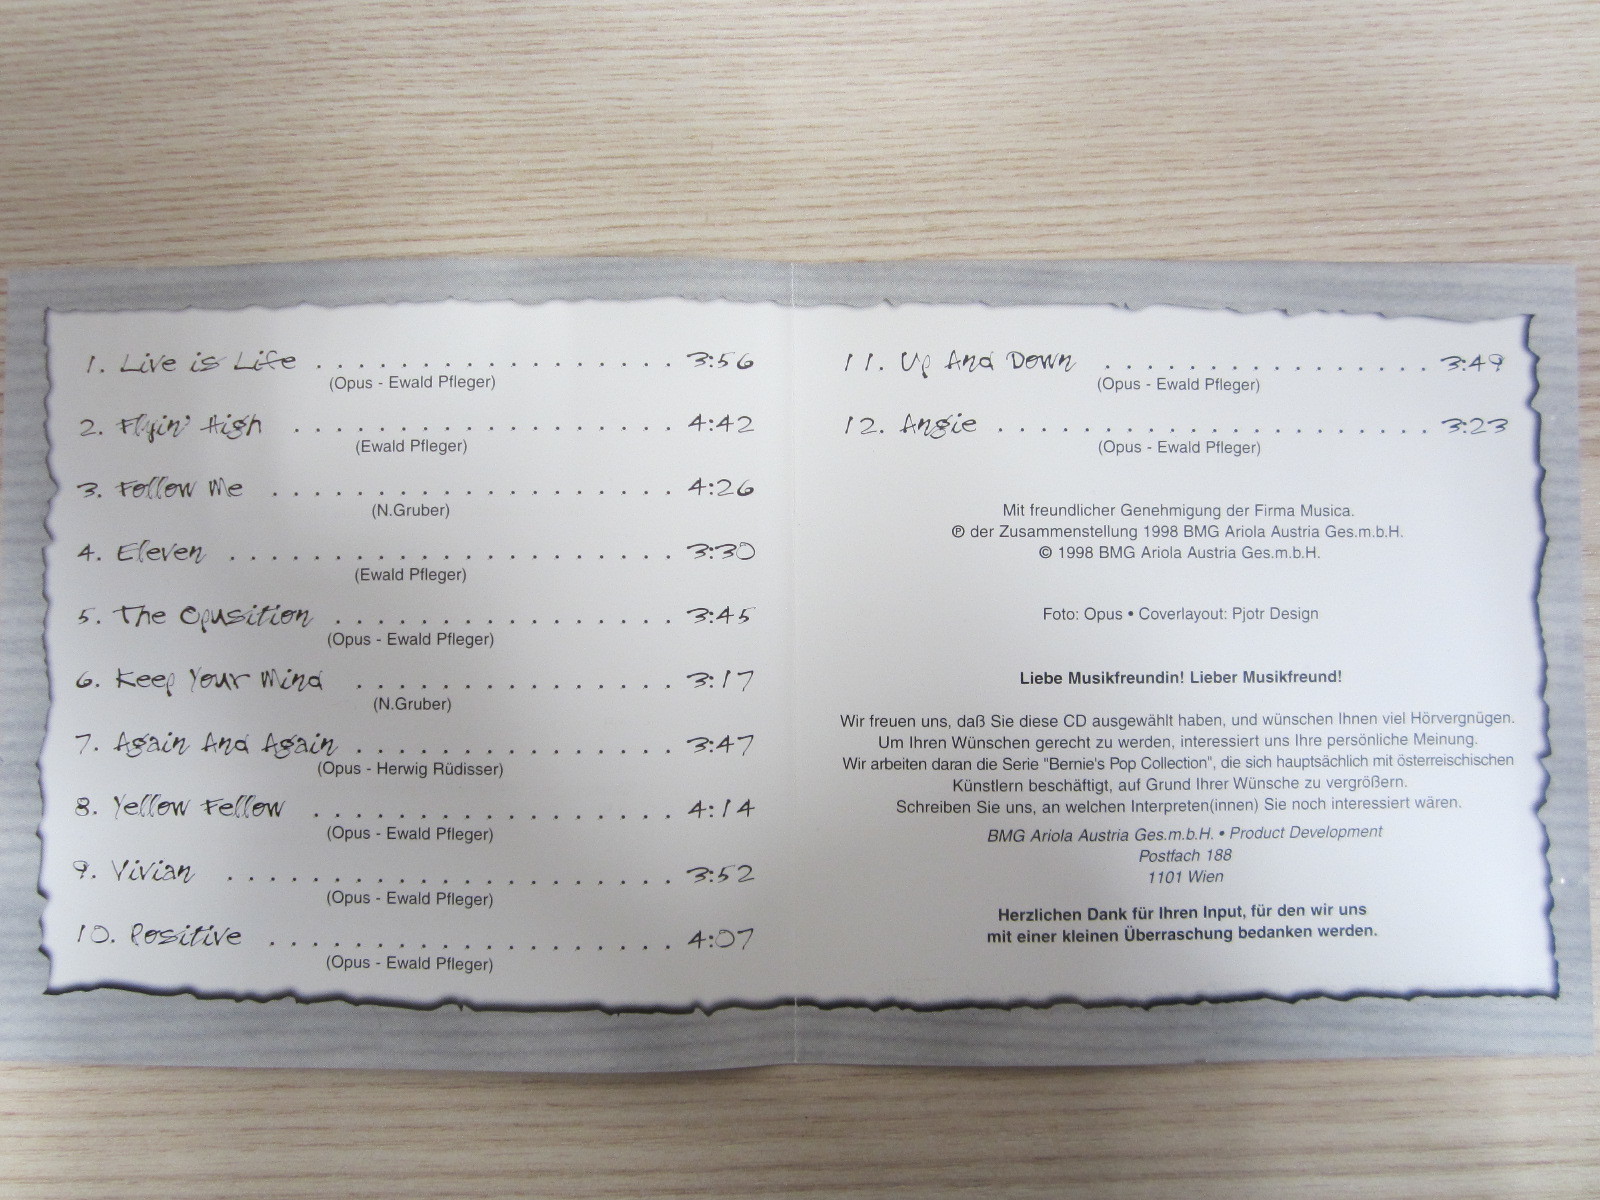 1. Live is Life . . . . . . . . . . . . . . . . . 3:56
(Opus - Ewald Pfleger)
2. Flyin' High . . . . . . . . . . . . . . . . . . 4:42
(Ewald Pfleger)
3. Follow Me . . . . . . . . . . . . . . . . . . . 4:26
(N.Gruber)
4. Eleven . . . . . . . . . . . . . . . . . . . . . 3:30
(Ewald Pfleger)
5. The Opusition . . . . . . . . . . . . . . . . 3:45
(Opus - Ewald Pfleger)
6. Keep Your Mind . . . . . . . . . . . . . . . 3:17
(N.Gruber)
7. Again And Again . . . . . . . . . . . . . . . 3:47
(Opus - Herwig Rüdisser)
8. Yellow Fellow . . . . . . . . . . . . . . . . . 4:14
(Opus - Ewald Pfleger)
9. Vivian . . . . . . . . . . . . . . . . . . . . . 3:52
(Opus - Ewald Pfleger)
10. Positive . . . . . . . . . . . . . . . . . . . 4:07
(Opus - Ewald Pfleger)
11. Up And Down . . . . . . . . . . . . . . . 3:49
(Opus - Ewald Pfleger)
12. Angie . . . . . . . . . . . . . . . . . . . . . 3:23
(Opus - Ewald Pfleger)
Mit freundlicher Genehmigung der Firma Musica.
℗ der Zusammenstellung 1998 BMG Ariola Austria Ges.m.b.H.
© 1998 BMG Ariola Austria Ges.m.b.H.
Foto: Opus • Coverlayout: Pjotr Design
Liebe Musikfreundin! Lieber Musikfreund!
Wir freuen uns, daß Sie diese CD ausgewählt haben, und wünschen Ihnen viel Hörvergnügen.
Um Ihren Wünschen gerecht zu werden, interessiert uns Ihre persönliche Meinung.
Wir arbeiten daran die Serie "Bernie's Pop Collection", die sich hauptsächlich mit österreischischen
Künstlern beschäftigt, auf Grund Ihrer Wünsche zu vergrößern.
Schreiben Sie uns, an welchen Interpreten(innen) Sie noch interessiert wären.
BMG Ariola Austria Ges.m.b.H. • Product Development
Postfach 188
1101 Wien
Herzlichen Dank für Ihren Input, für den wir uns
mit einer kleinen Überraschung bedanken werden.